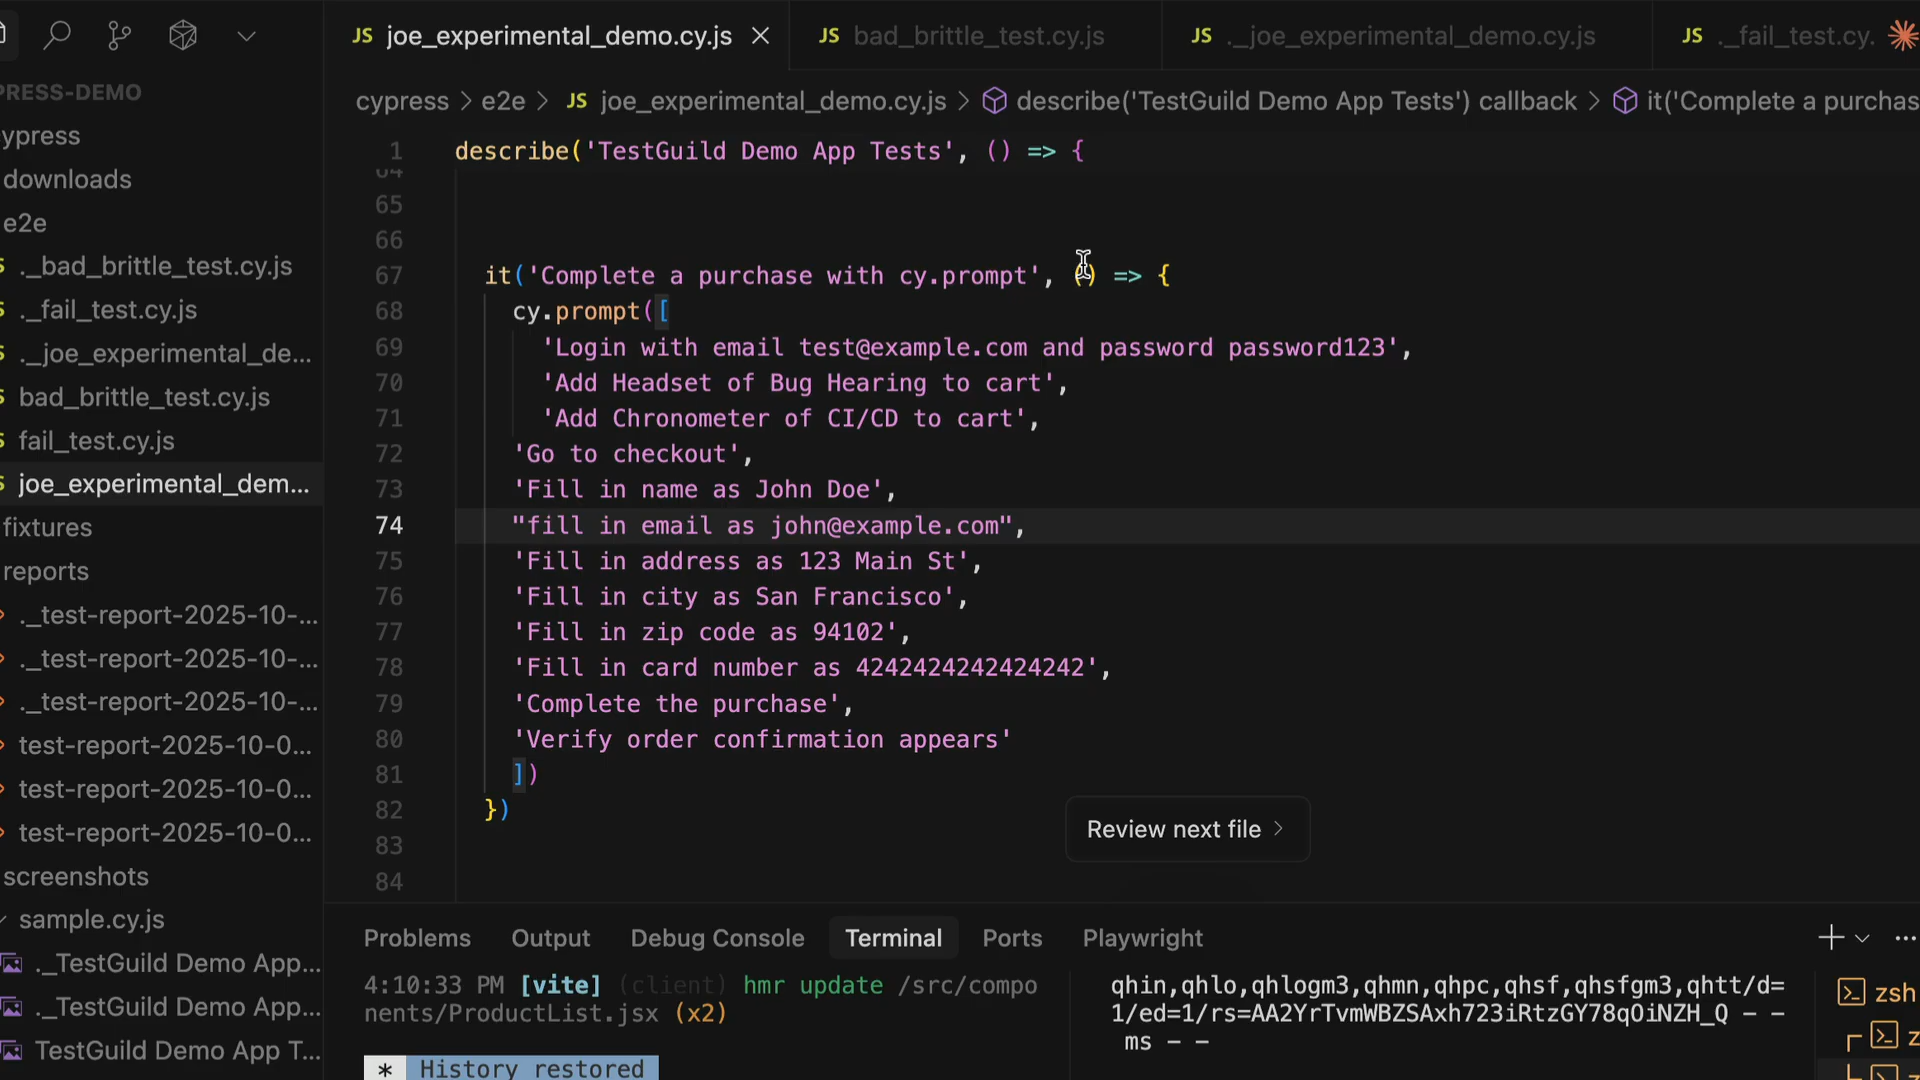 JS joe_experimental_demo.cy.js
JS bad_brittle_test.cy.js
JS ._joe_experimental_demo.cy.js
JS ._fail_test.cy.
PRESS-DEMO
ypress
downloads
e2e
._bad_brittle_test.cy.js
._fail_test.cy.js
._joe_experimental_de...
bad_brittle_test.cy.js
fail_test.cy.js
joe_experimental_dem...
fixtures
reports
._test-report-2025-10-...
._test-report-2025-10-...
._test-report-2025-10-...
test-report-2025-10-0...
test-report-2025-10-0...
test-report-2025-10-0...
screenshots
sample.cy.js
._TestGuild Demo App...
._TestGuild Demo App...
TestGuild Demo App T...
cypress > e2e > JS joe_experimental_demo.cy.js > describe('TestGuild Demo App Tests') callback > it('Complete a purchas
1 describe('TestGuild Demo App Tests', () => {
64
65
66
67 it('Complete a purchase with cy.prompt', () => {
68 cy.prompt([
69 'Login with email test@example.com and password password123',
70 'Add Headset of Bug Hearing to cart',
71 'Add Chronometer of CI/CD to cart',
72 'Go to checkout',
73 'Fill in name as John Doe',
74 "fill in email as john@example.com",
75 'Fill in address as 123 Main St',
76 'Fill in city as San Francisco',
77 'Fill in zip code as 94102',
78 'Fill in card number as 4242424242424242',
79 'Complete the purchase',
80 'Verify order confirmation appears'
81 ])
82 })
83
84
Review next file >
Problems Output Debug Console Terminal Ports Playwright
4:10:33 PM [vite] (client) hmr update /src/compo
nents/ProductList.jsx (x2)
* History restored
qhin,qhlo,qhlogm3,qhmn,qhpc,qhsf,qhsfgm3,qhtt/d=
1/ed=1/rs=AA2YrTvmWBZSAxh723iRtzGY78qOiNZH_Q - -
ms - -
zsh
z
z